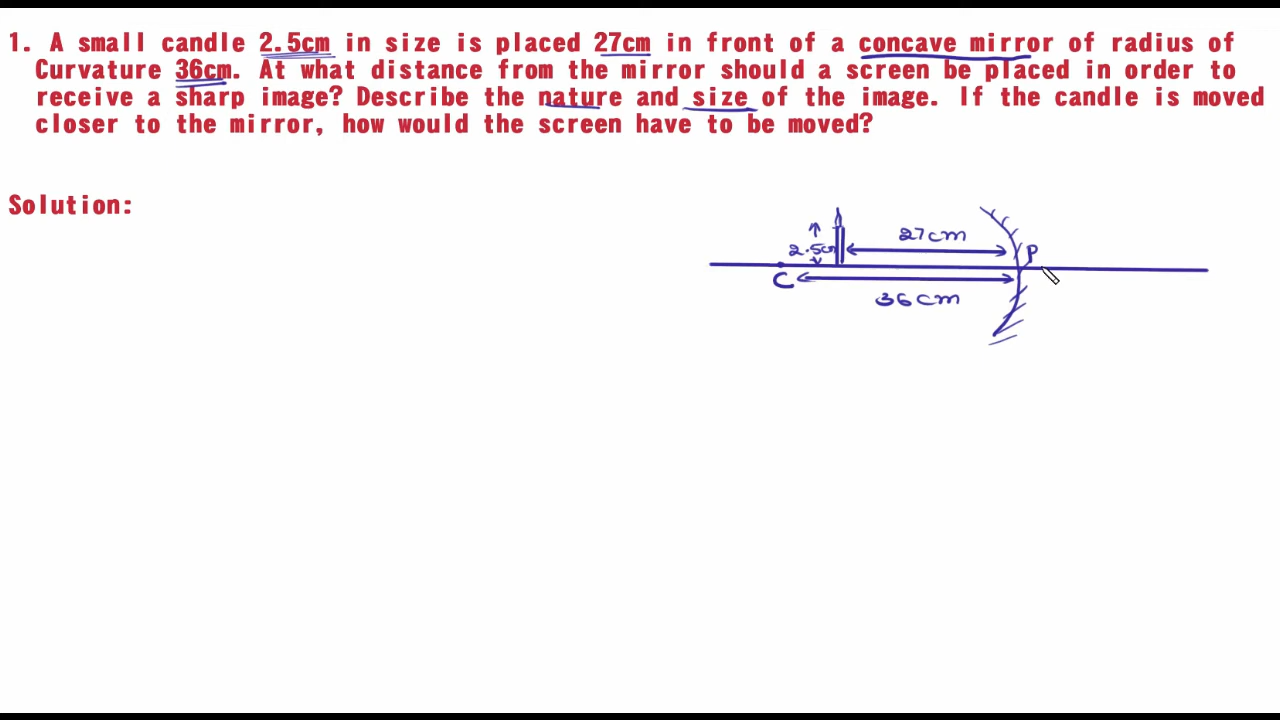 1. A small candle 2.5cm in size is placed 27cm in front of a concave mirror of radius of
Curvature 36cm. At what distance from the mirror should a screen be placed in order to
receive a sharp image? Describe the nature and size of the image. If the candle is moved
closer to the mirror, how would the screen have to be moved?
Solution:
27cm
2.5cm
P
C
36cm